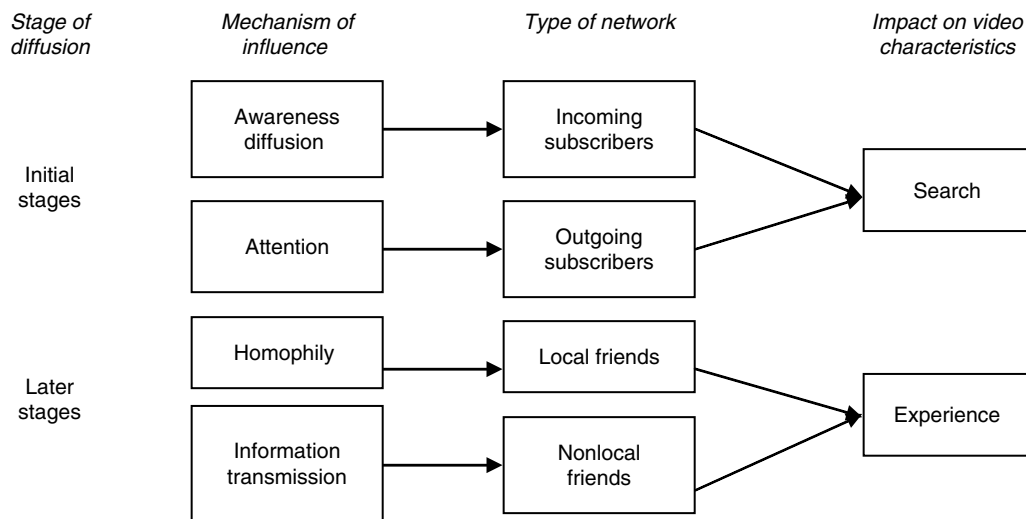 Stage of
diffusion
Mechanism of
influence
Type of network
Impact on video
characteristics
Initial
stages
Awareness
diffusion
Incoming
subscribers
Search
Attention
Outgoing
subscribers
Later
stages
Homophily
Local friends
Experience
Information
transmission
Nonlocal
friends